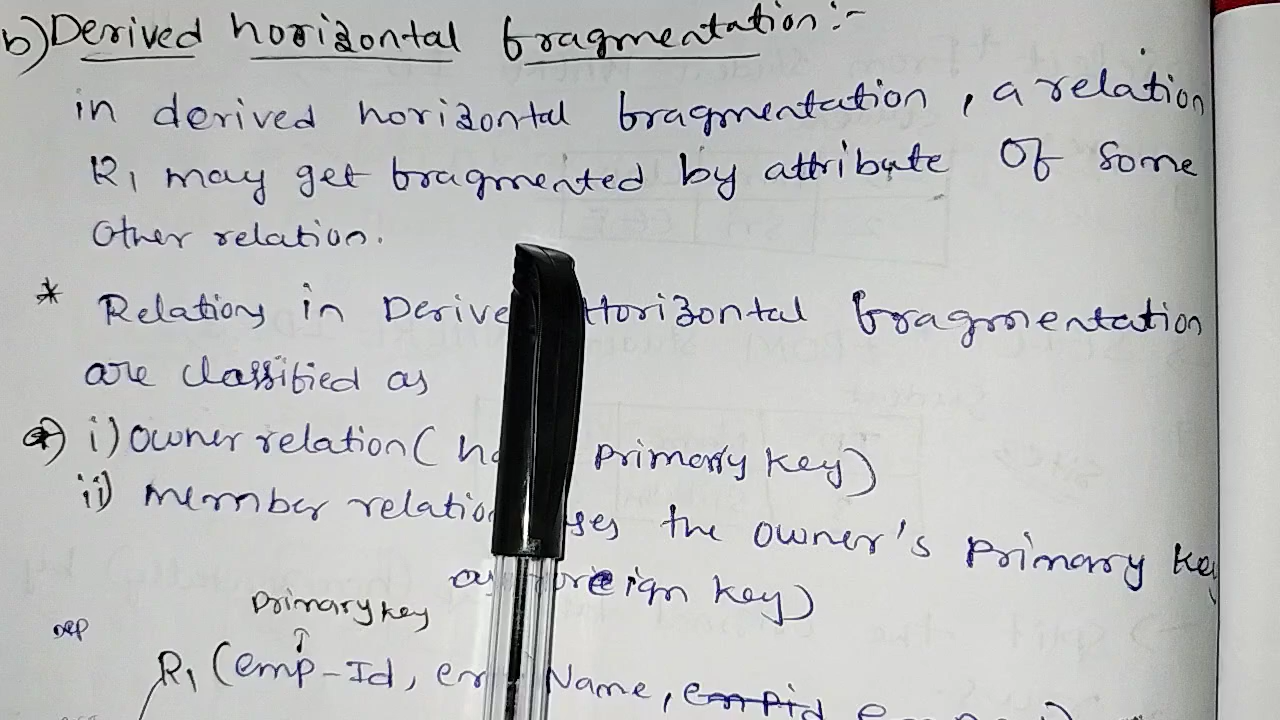 b) Derived horizontal fragmentation :-
in derived horizontal fragmentation, a relation
R1 may get fragmented by attribute of some
other relation.
* Relations in Derive Horizontal fragmentation
are classified as
i) owner relation ( primary key)
ii) member relation the owner's primary key
foreign key)
primary key
R1 (emp-Id, Name,